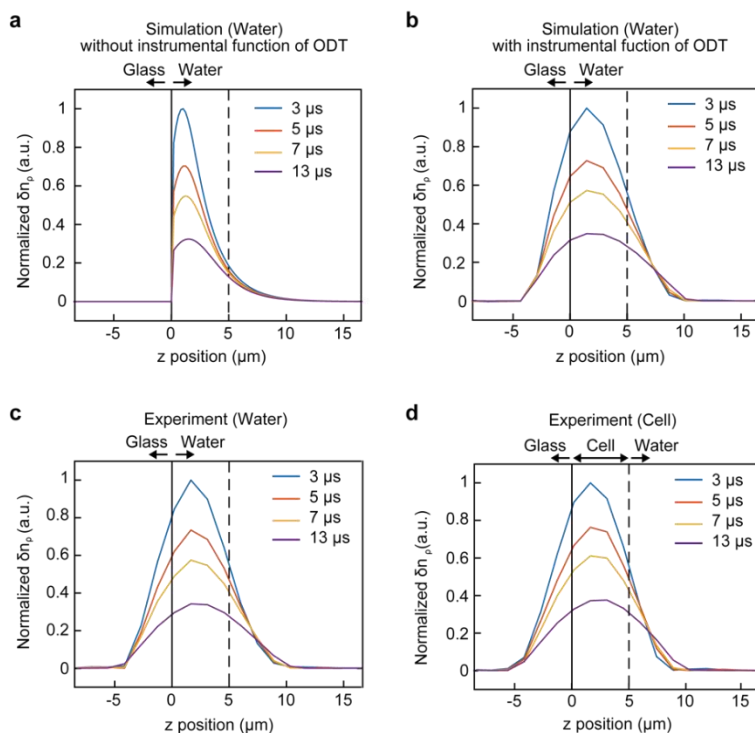 a
Simulation (Water)
without instrumental function of ODT
Glass Water
Normalized δnρ (a.u.)
1
0.8
0.6
0.4
0.2
0
3 µs
5 µs
7 µs
13 µs
-5 0 5 10 15
z position (µm)
b
Simulation (Water)
with instrumental fuction of ODT
Glass Water
Normalized δnρ (a.u.)
1
0.8
0.6
0.4
0.2
0
3 µs
5 µs
7 µs
13 µs
-5 0 5 10 15
z position (µm)
c
Experiment (Water)
Glass Water
Normalized δnρ(a.u.)
1
0.8
0.6
0.4
0.2
0
3 µs
5 µs
7 µs
13 µs
-5 0 5 10 15
z position (µm)
d
Experiment (Cell)
Glass Cell Water
Normalized δnρ(a.u.)
1
0.8
0.6
0.4
0.2
0
3 µs
5 µs
7 µs
13 µs
-5 0 5 10 15
z position (µm)